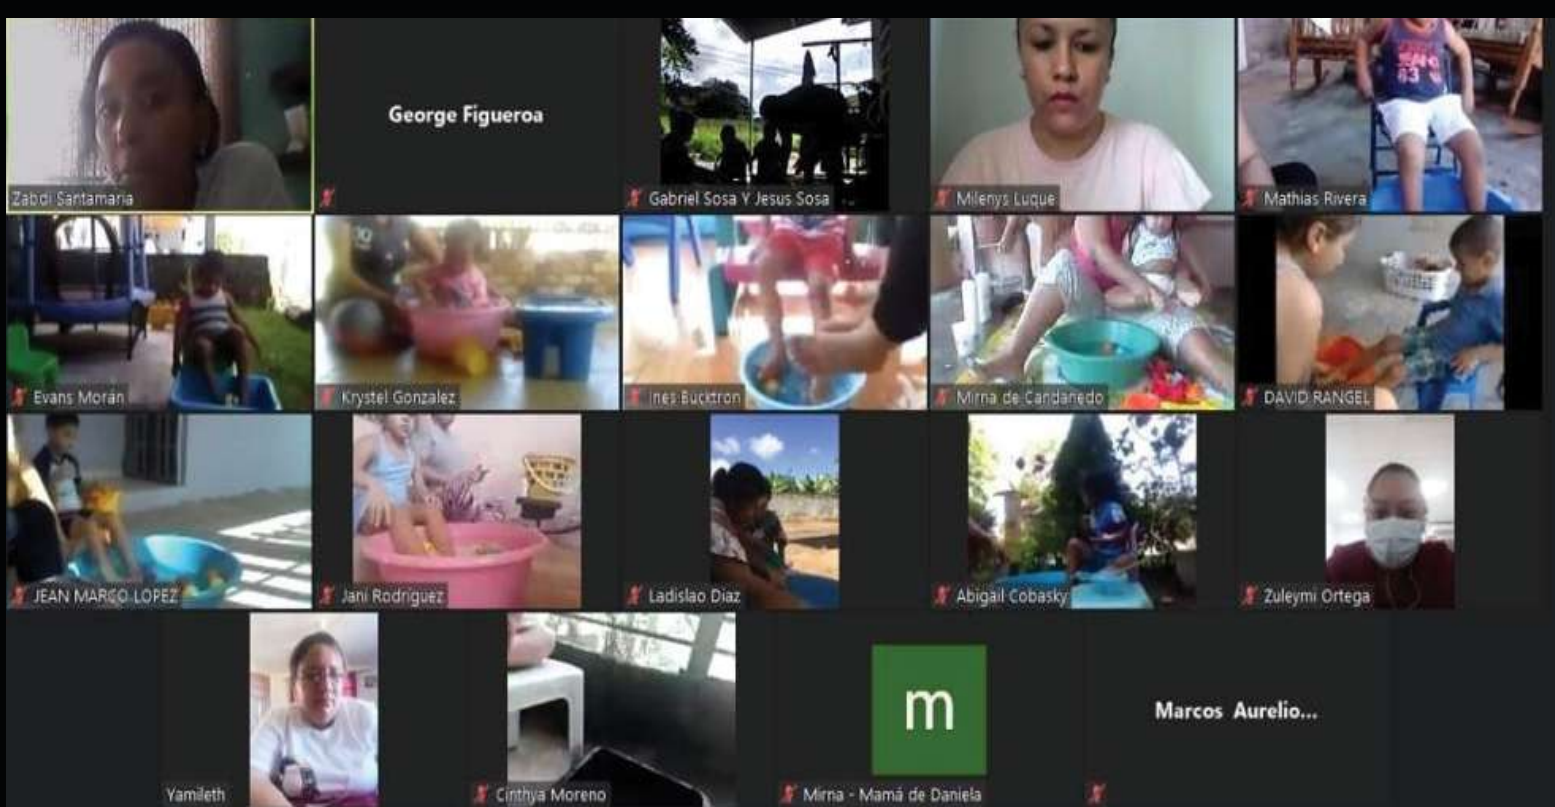 Zabdi Santamaria
George Figueroa
Gabriel Sosa Y Jesus Sosa
Milenys Luque
Mathias Rivera
Evans Morán
Krystel Gonzalez
Ines Bucktron
Mirna de Candanedo
DAVID RANGEL
JEAN MARCO LOPEZ
Jani Rodriguez
Ladislao Diaz
Abigail Cobasky
Zuleymi Ortega
Yamileth
Cinthya Moreno
m
Mirna - Mamá de Daniela
Marcos Aurelio...